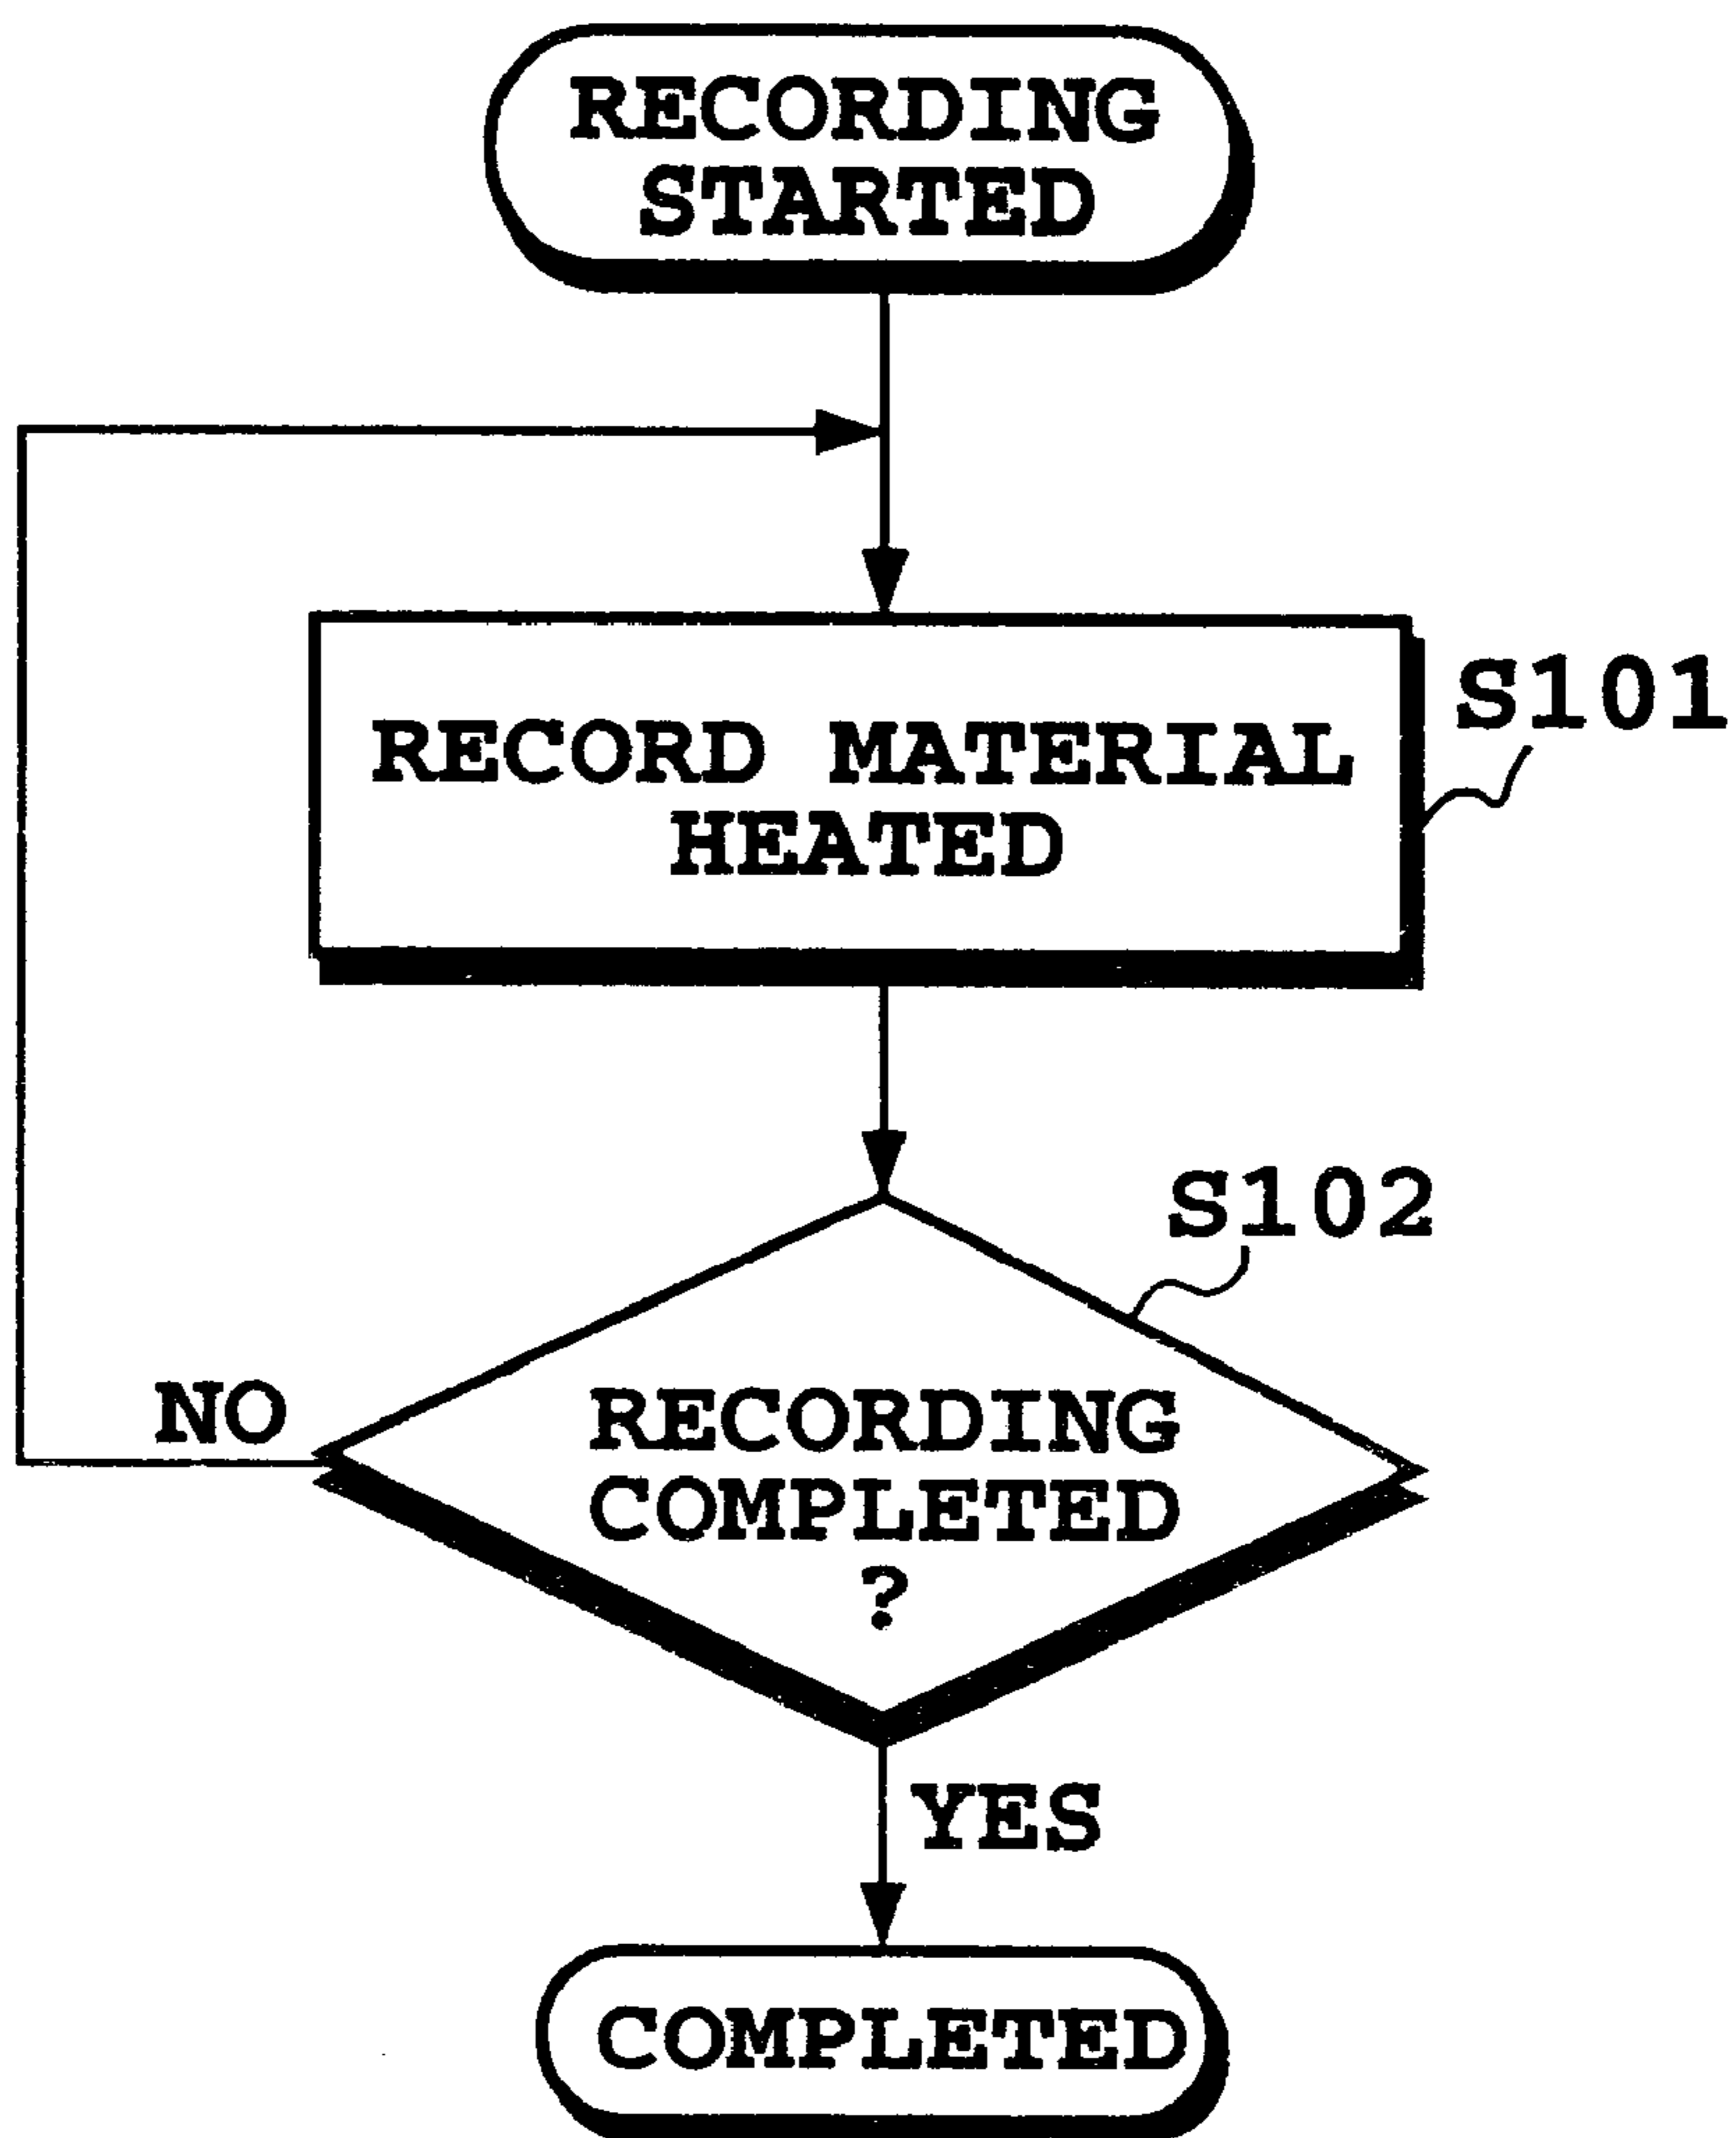 RECORDING
STARTED
RECORD MATERIAL
HEATED
S101
S102
NO
RECORDING
COMPLETED
?
YES
COMPLETED